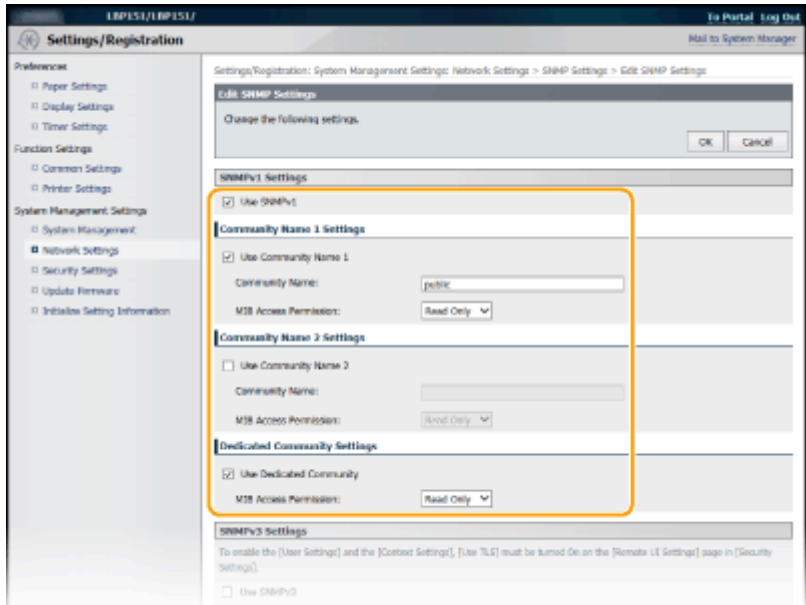 LBP151/LBP151/
To Portal Log Out
Settings/Registration
Mail to System Manager
Preferences
Paper Settings
Display Settings
Timer Settings
Function Settings
Common Settings
Printer Settings
System Management Settings
System Management
Network Settings
Security Settings
Update Firmware
Initialize Setting Information
Settings/Registration: System Management Settings: Network Settings > SNMP Settings > Edit SNMP Settings
Edit SNMP Settings
Change the following settings.
OK Cancel
SNMPv1 Settings
Use SNMPv1
Community Name 1 Settings
Use Community Name 1
Community Name: public
MIB Access Permission: Read Only
Community Name 2 Settings
Use Community Name 2
Community Name:
MIB Access Permission: Read Only
Dedicated Community Settings
Use Dedicated Community
MIB Access Permission: Read Only
SNMPv3 Settings
To enable the [User Settings] and the [Context Settings], [Use TLS] must be turned On on the [Remote UI Settings] page in [Security
Settings].
Use SNMPv3